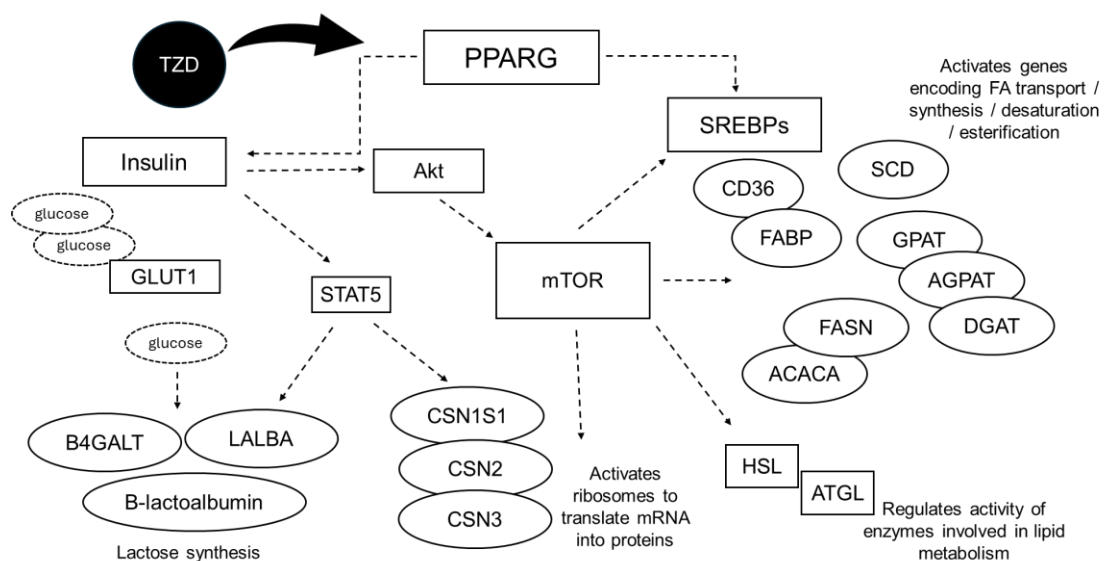 TZD
PPARG
Activates genes
encoding FA transport /
synthesis / desaturation
/ esterification
SREBPs
Insulin
Akt
SCD
CD36
glucose
glucose
FABP
GPAT
GLUT1
mTOR
AGPAT
STAT5
DGAT
FASN
glucose
ACACA
CSN1S1
B4GALT
LALBA
CSN2
HSL
Activates
ribosomes to
translate mRNA
into proteins
ATGL
B-lactoalbumin
CSN3
Regulates activity of
enzymes involved in lipid
metabolism
Lactose synthesis